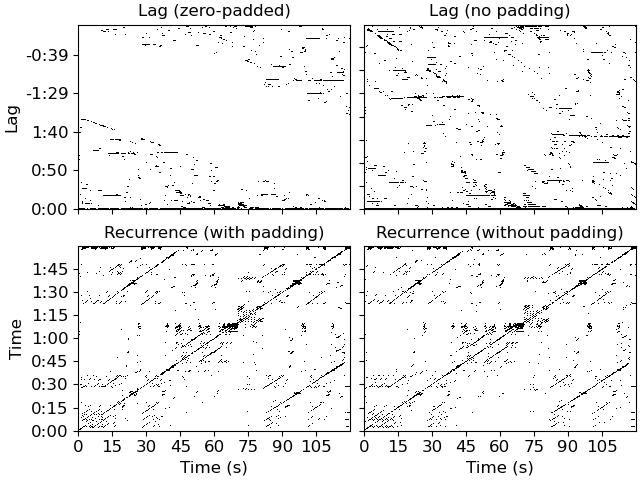 Lag (zero-padded)
Lag (no padding)
Lag
-0:39
-1:29
1:40
0:50
0:00
Recurrence (with padding)
Recurrence (without padding)
Time
1:45
1:30
1:15
1:00
0:45
0:30
0:15
0:00
0 15 30 45 60 75 90 105
0 15 30 45 60 75 90 105
Time (s)
Time (s)